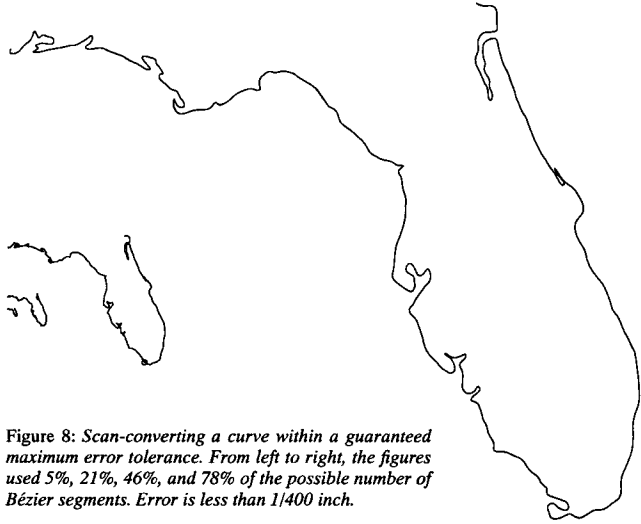 Figure 8: Scan-converting a curve within a guaranteed
maximum error tolerance. From left to right, the figures
used 5%, 21%, 46%, and 78% of the possible number of
Bézier segments. Error is less than 1/400 inch.